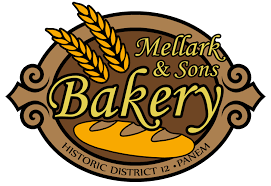 Mellark
& Sons
Bakery
HISTORIC DISTRICT 12 • PANEM